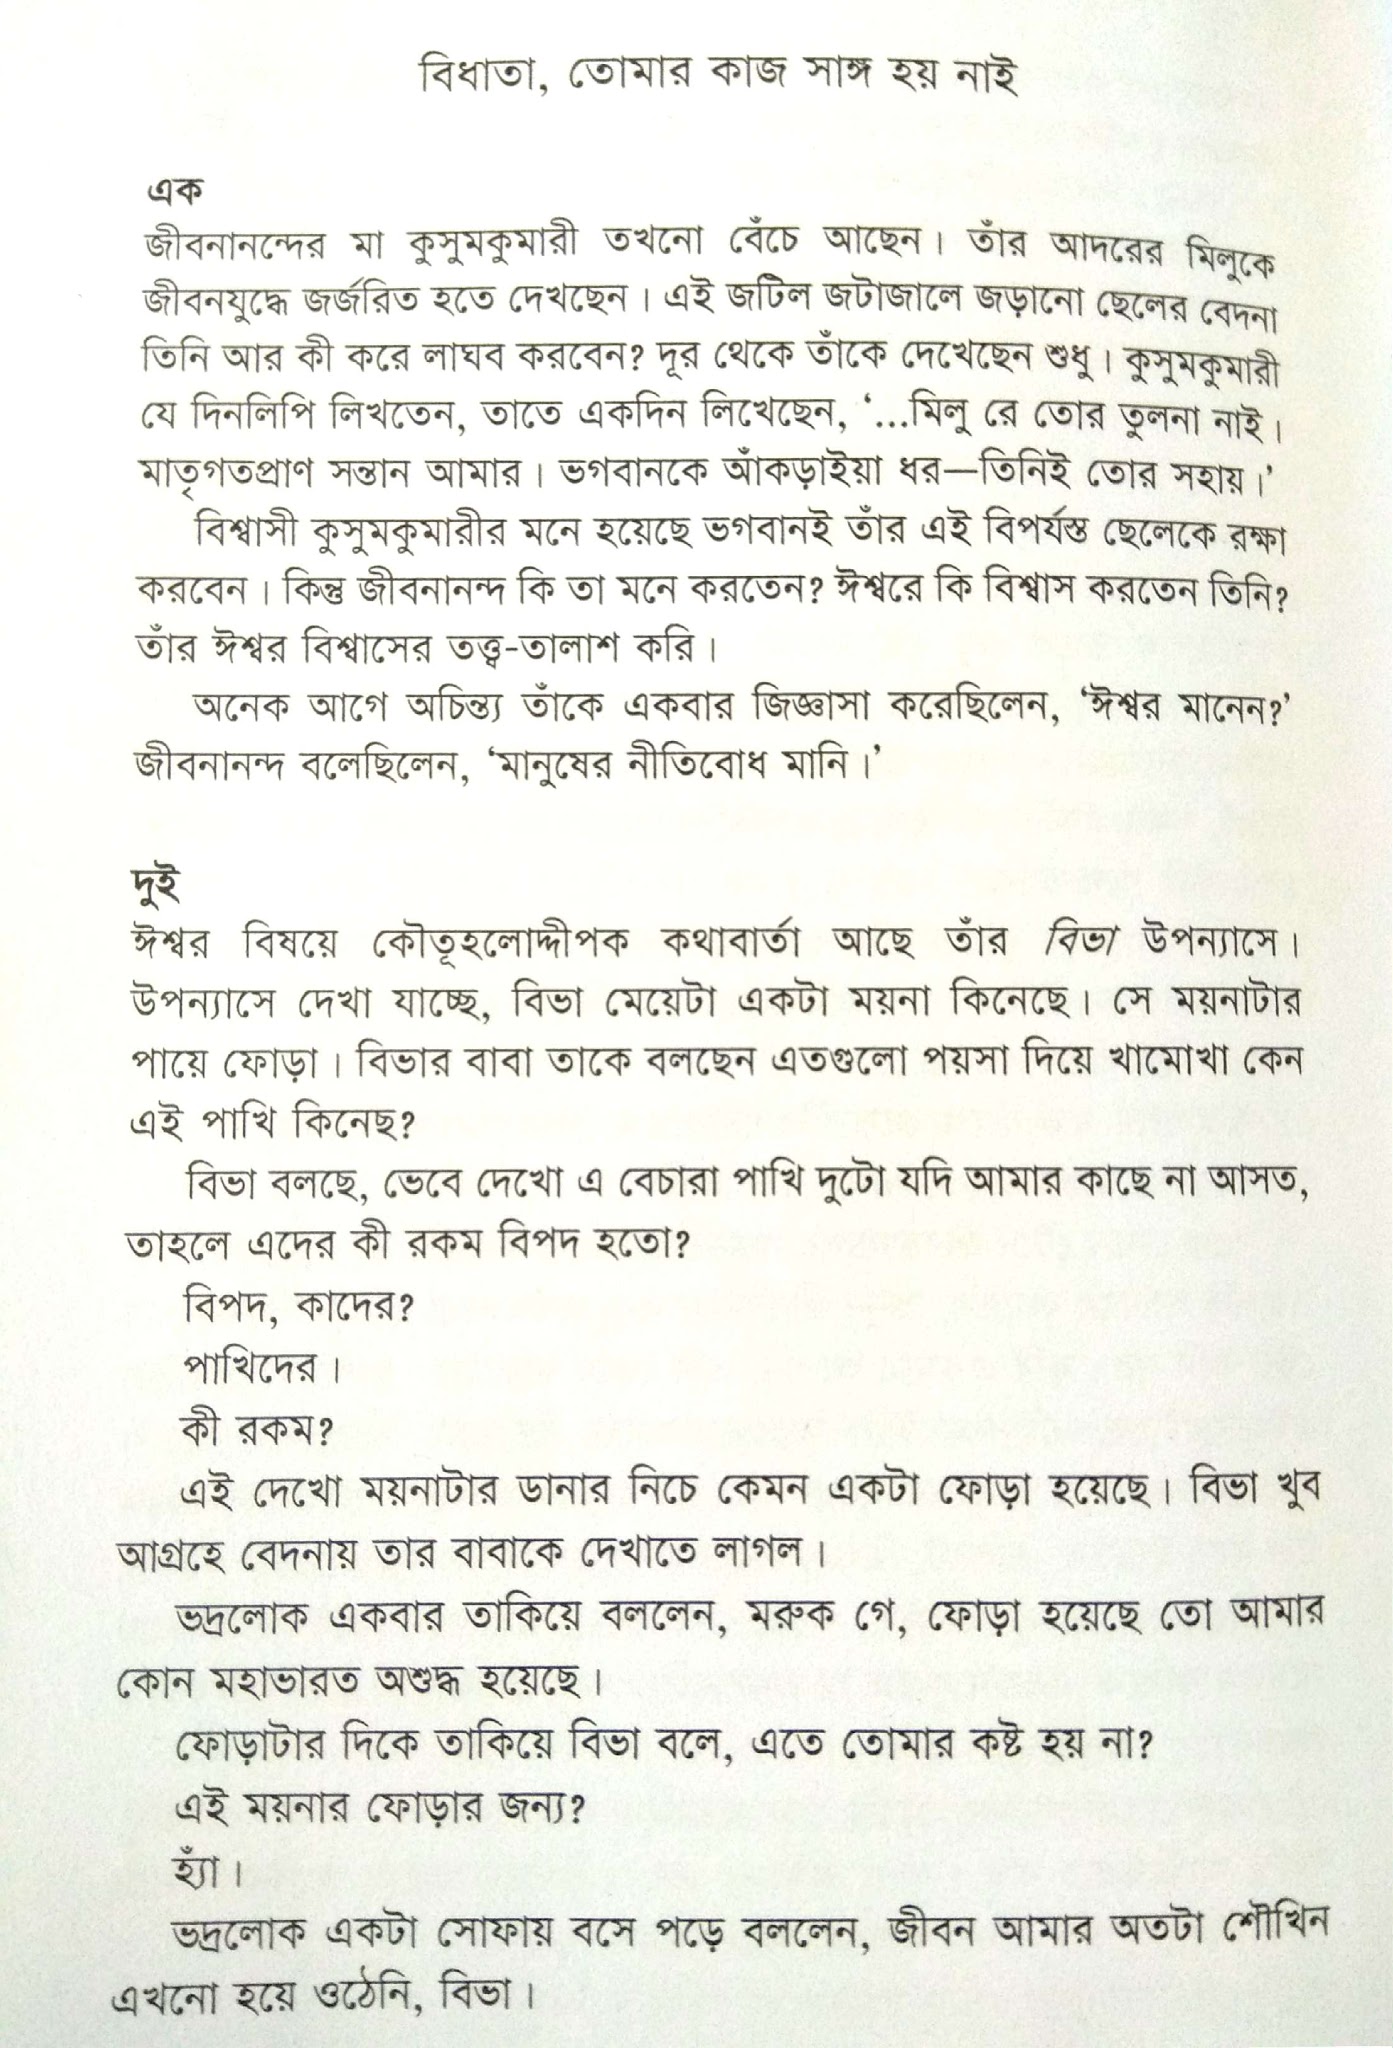 বিধাতা, তোমার কাজ সাঙ্গ হয় নাই
এক
জীবনানন্দের মা কুসুমকুমারী তখনো বেঁচে আছেন। তাঁর আদরের মিলুকে
জীবনযুদ্ধে জর্জরিত হতে দেখছেন। এই জটিল জটাজালে জড়ানো ছেলের বেদনা
তিনি আর কী করে লাঘব করবেন? দূর থেকে তাঁকে দেখেছেন শুধু। কুসুমকুমারী
যে দিনলিপি লিখতেন, তাতে একদিন লিখেছেন, ‘...মিলু রে তোর তুলনা নাই।
মাতৃগতপ্রাণ সন্তান আমার। ভগবানকে আঁকড়াইয়া ধর—তিনিই তোর সহায়।’
বিশ্বাসী কুসুমকুমারীর মনে হয়েছে ভগবানই তাঁর এই বিপর্যস্ত ছেলেকে রক্ষা
করবেন। কিন্তু জীবনানন্দ কি তা মনে করতেন? ঈশ্বরে কি বিশ্বাস করতেন তিনি?
তাঁর ঈশ্বর বিশ্বাসের তত্ত্ব-তালাশ করি।
অনেক আগে অচিন্ত্য তাঁকে একবার জিজ্ঞাসা করেছিলেন, ‘ঈশ্বর মানেন?’
জীবনানন্দ বলেছিলেন, ‘মানুষের নীতিবোধ মানি।’
দুই
ঈশ্বর বিষয়ে কৌতূহলোদ্দীপক কথাবার্তা আছে তাঁর বিভা উপন্যাসে।
উপন্যাসে দেখা যাচ্ছে, বিভা মেয়েটা একটা ময়না কিনেছে। সে ময়নাটার
পায়ে ফোড়া। বিভার বাবা তাকে বলছেন এতগুলো পয়সা দিয়ে খামোখা কেন
এই পাখি কিনেছ?
বিভা বলছে, ভেবে দেখো এ বেচারা পাখি দুটো যদি আমার কাছে না আসত,
তাহলে এদের কী রকম বিপদ হতো?
বিপদ, কাদের?
পাখিদের।
কী রকম?
এই দেখো ময়নাটার ডানার নিচে কেমন একটা ফোড়া হয়েছে। বিভা খুব
আগ্রহে বেদনায় তার বাবাকে দেখাতে লাগল।
ভদ্রলোক একবার তাকিয়ে বললেন, মরুক গে, ফোড়া হয়েছে তো আমার
কোন মহাভারত অশুদ্ধ হয়েছে।
ফোড়াটার দিকে তাকিয়ে বিভা বলে, এতে তোমার কষ্ট হয় না?
এই ময়নার ফোড়ার জন্য?
হ্যাঁ।
ভদ্রলোক একটা সোফায় বসে পড়ে বললেন, জীবন আমার অতটা শৌখিন
এখনো হয়ে ওঠেনি, বিভা।